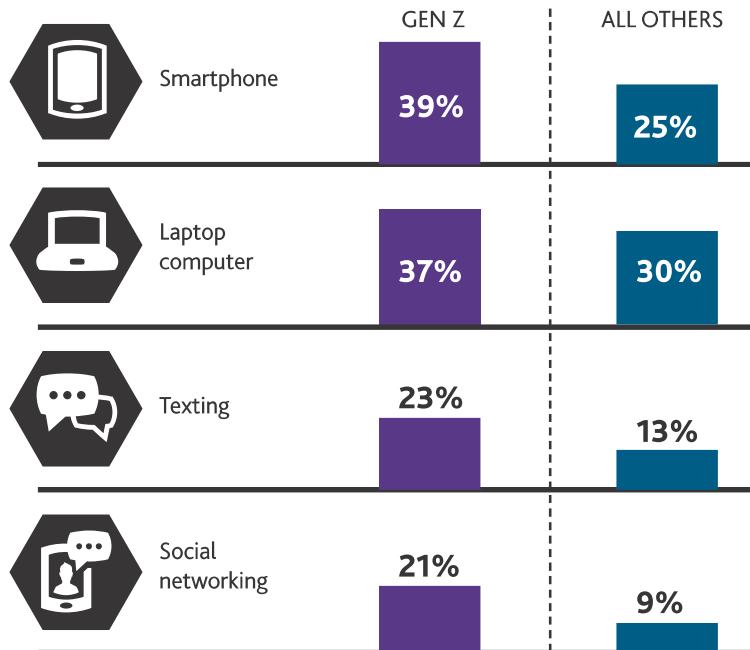 GEN Z
ALL OTHERS
Smartphone
39%
25%
Laptop
computer
37%
30%
Texting
23%
13%
Social
networking
21%
9%